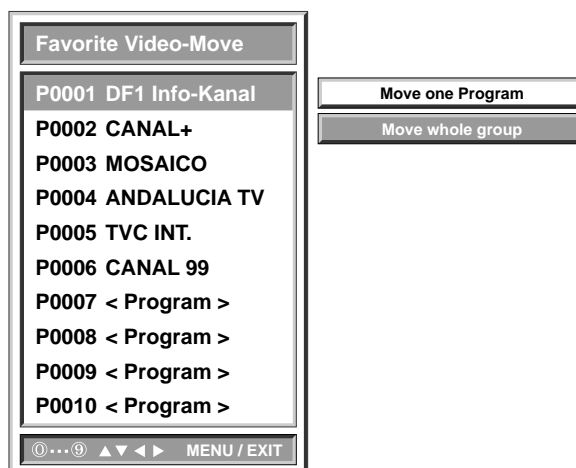 Favorite Video-Move
P0001 DF1 Info-Kanal
P0002 CANAL+
P0003 MOSAICO
P0004 ANDALUCIA TV
P0005 TVC INT.
P0006 CANAL 99
P0007 < Program >
P0008 < Program >
P0009 < Program >
P0010 < Program >
⓪···⑨ ▲▼◄► MENU / EXIT
Move one Program
Move whole group